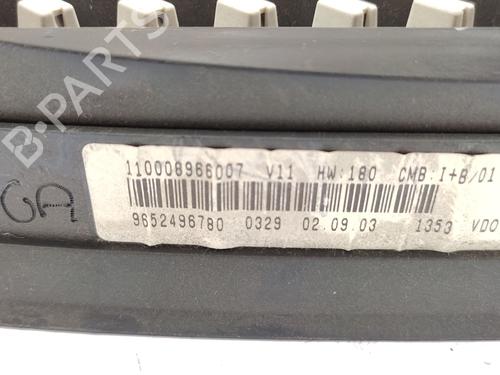 B-PARTS
110008966007 V11 HW:180 CMB:I+B/01
GA
9652496780 0329 02.09.03 1353 VDO